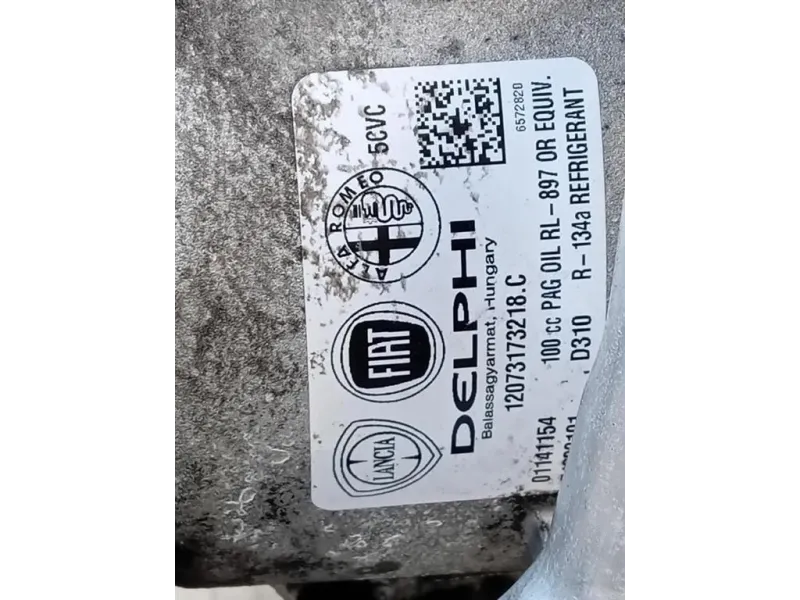 LANCIA
FIAT
ALFA ROMEO
5CVC
6572820
DELPHI
Balassagyarmat, Hungary
12073173218.C
01141154 100 cc PAG OIL RL-897 OR EQUIV.
D310 R-134a REFRIGERANT